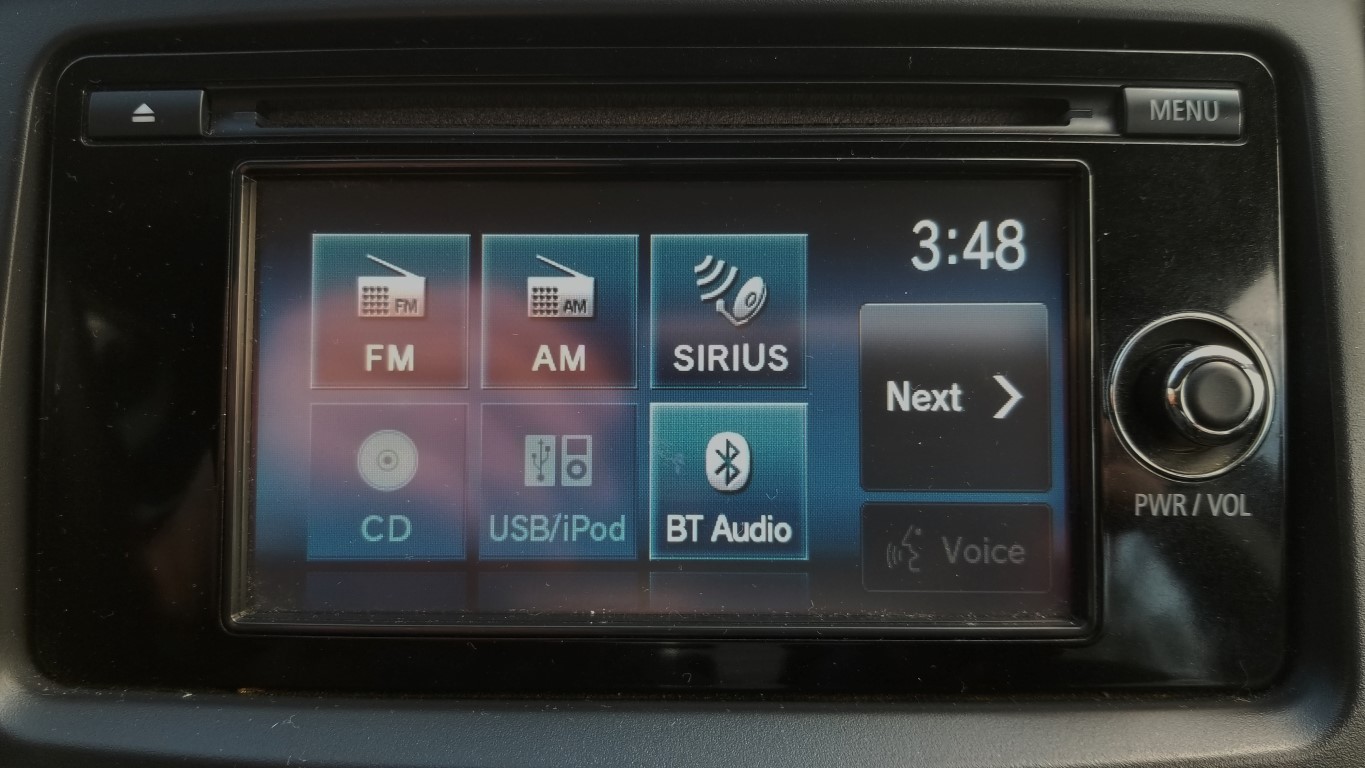 MENU
3:48
FM
FM
AM
AM
SIRIUS
Next
CD
USB/iPod
BT Audio
Voice
PWR / VOL